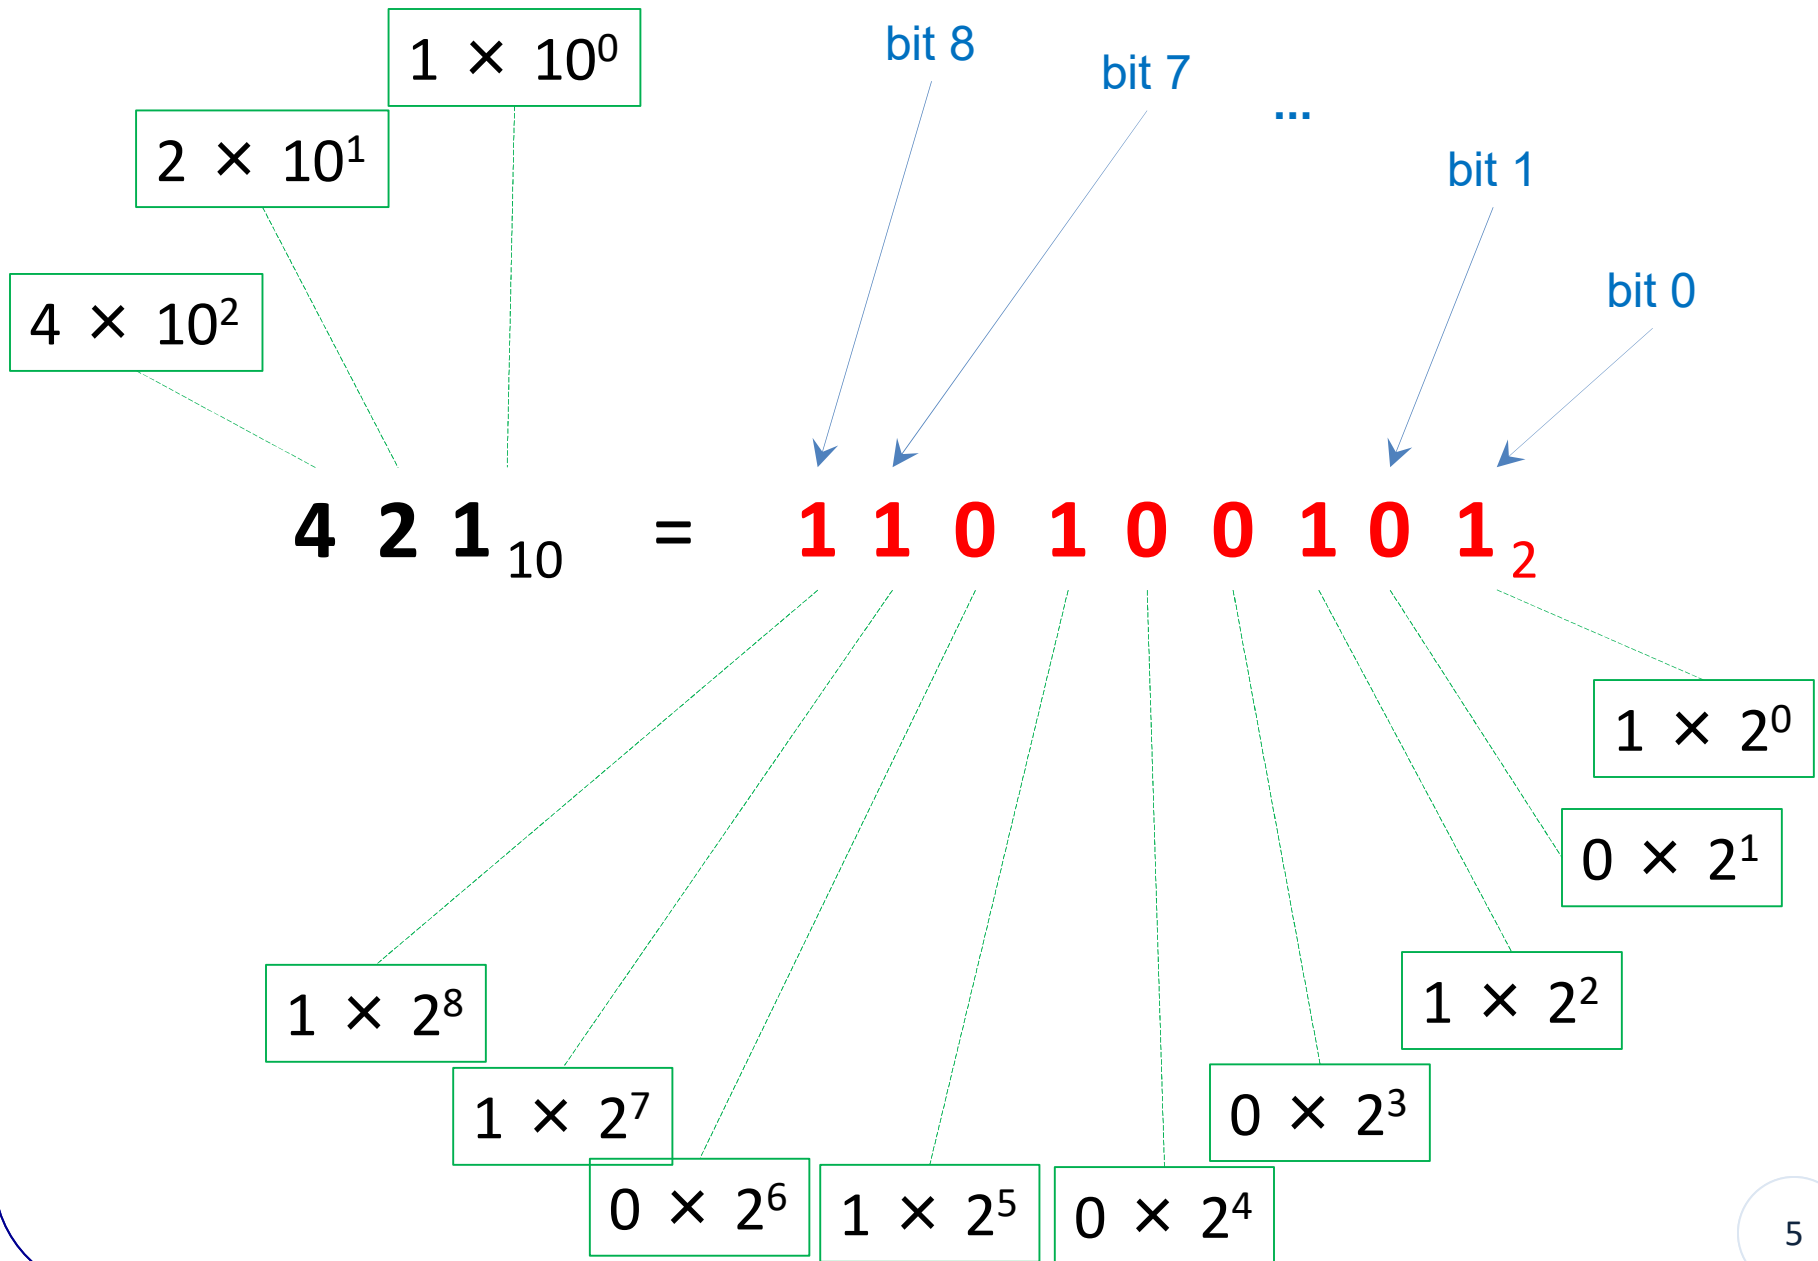 1 × 10⁰
bit 8
bit 7
...
2 × 10¹
bit 1
4 × 10²
bit 0
4 2 1₁₀ = 1 1 0 1 0 0 1 0 1₂
1 × 2⁰
0 × 2¹
1 × 2²
0 × 2³
0 × 2⁴
1 × 2⁵
0 × 2⁶
1 × 2⁷
1 × 2⁸
5